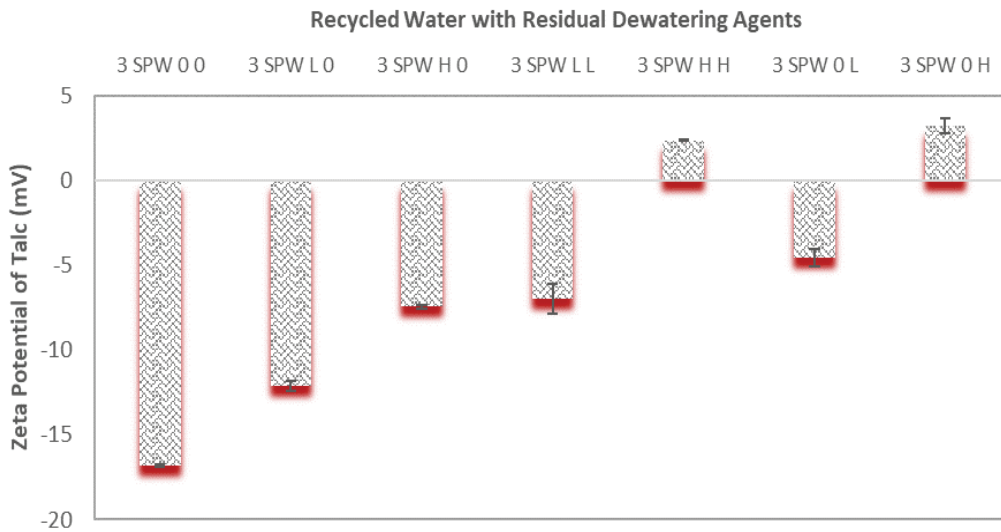 Recycled Water with Residual Dewatering Agents
3 SPW 0 0 3 SPW L 0 3 SPW H 0 3 SPW L L 3 SPW H H 3 SPW 0 L 3 SPW 0 H
5
0
-5
-10
-15
-20
Zeta Potential of Talc (mV)